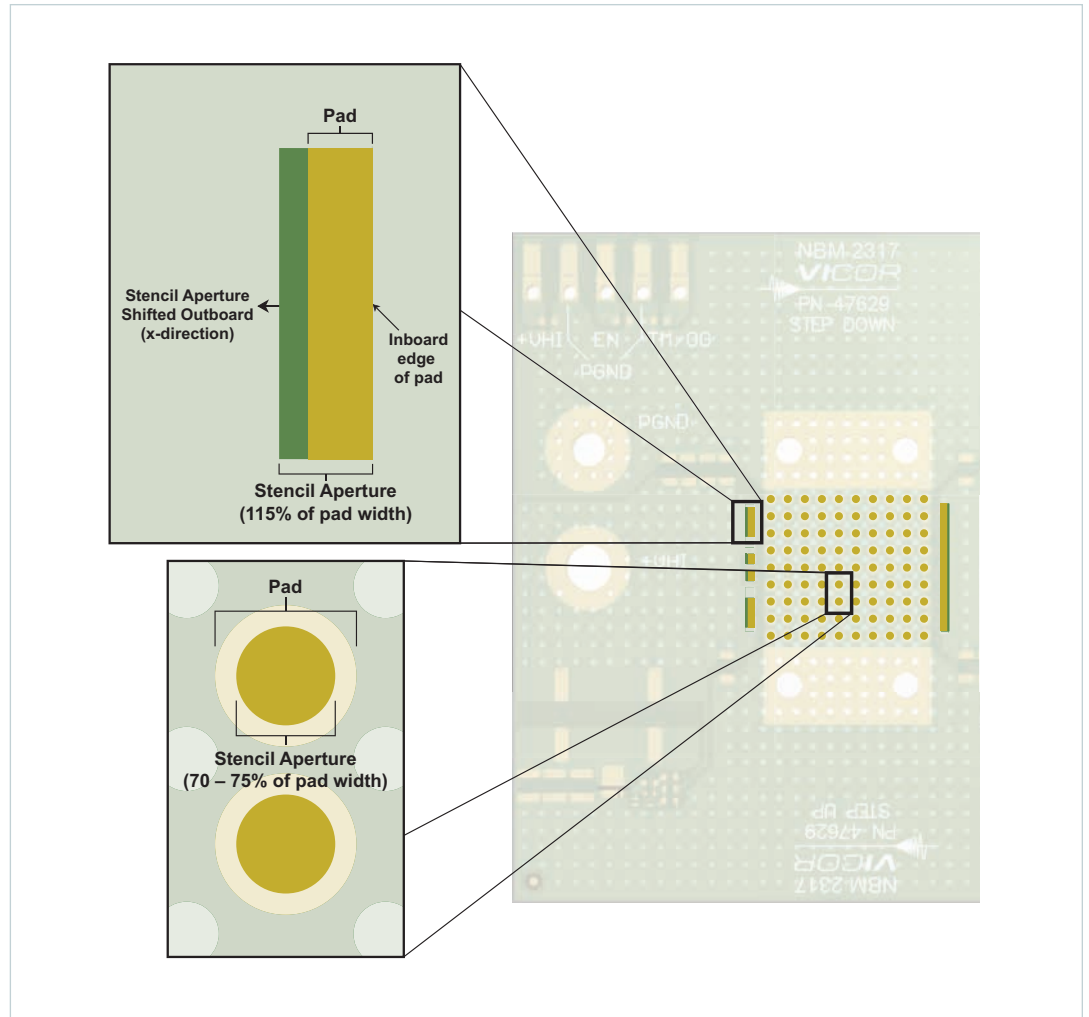 Pad
Stencil Aperture
Shifted Outboard
(x-direction)
Inboard
edge
of pad
Stencil Aperture
(115% of pad width)
Pad
Stencil Aperture
(70 – 75% of pad width)
NBM-2317
VICOR
PN-47629
STEP DOWN
+VHI EN TM/OG
PGND
PGND
+VHI
STEP UP
PN-47629
VICOR
NBM-2317